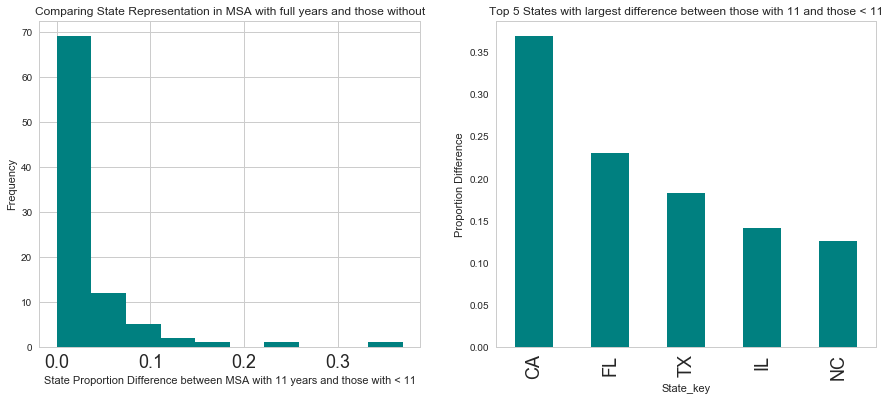 Comparing State Representation in MSA with full years and those without
70
60
50
40
30
20
10
0
Frequency
0.0 0.1 0.2 0.3
State Proportion Difference between MSA with 11 years and those with < 11
Top 5 States with largest difference between those with 11 and those < 11
0.35
0.30
0.25
0.20
0.15
0.10
0.05
0.00
Proportion Difference
CA FL TX IL NC
State_key